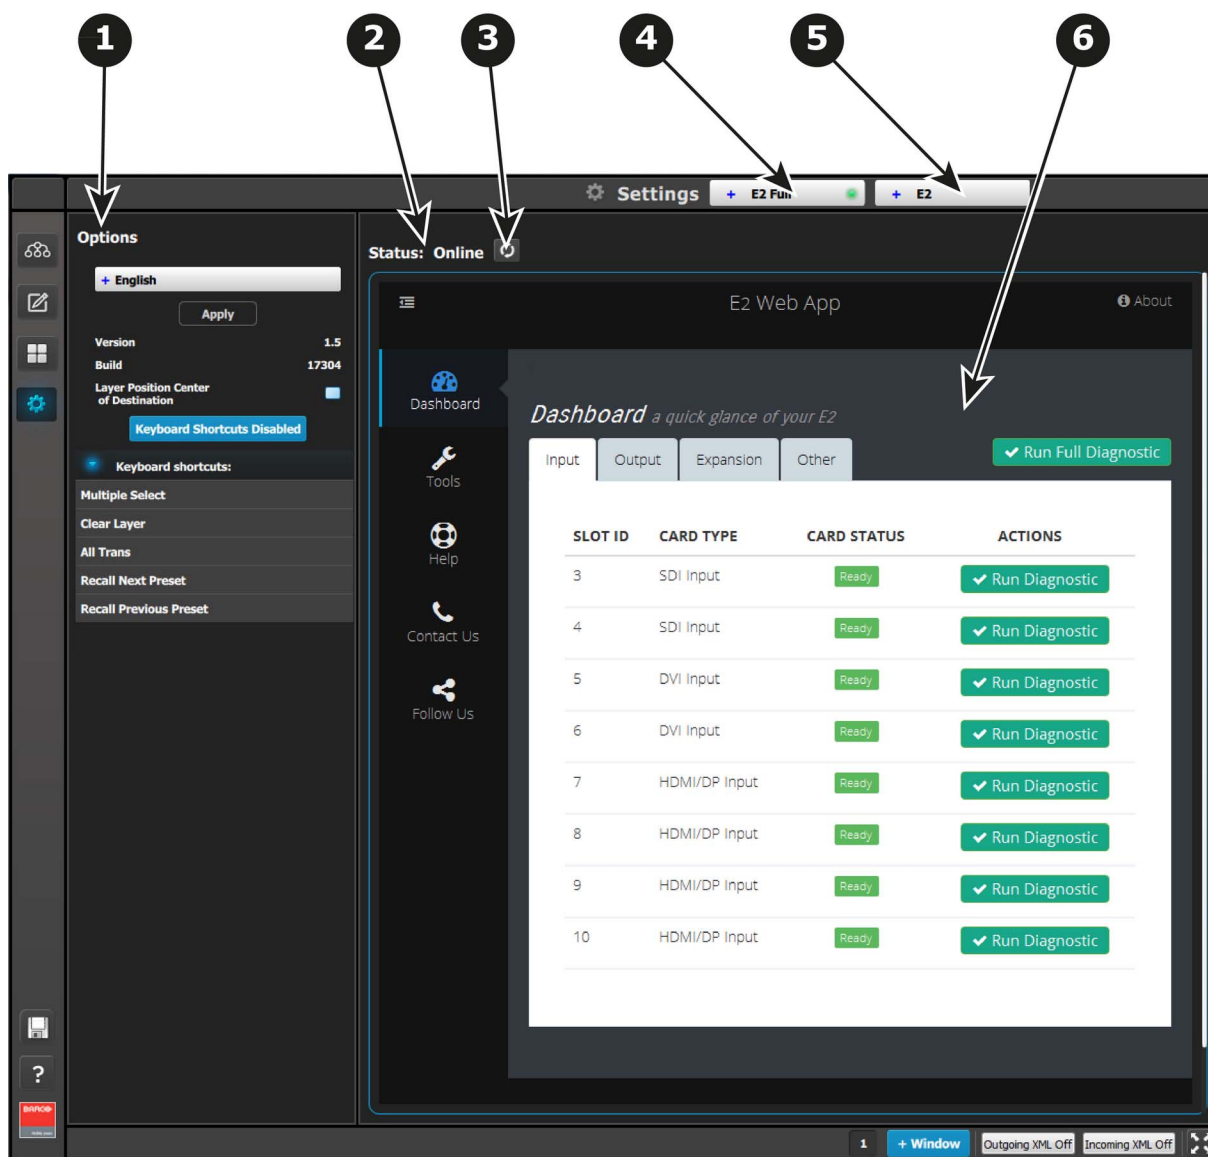 1 2 3 4 5 6
Settings + E2 Full + E2
Options
+ English
Apply
Version 1.5
Build 17304
Layer Position Center
of Destination
Keyboard Shortcuts Disabled
Keyboard shortcuts:
Multiple Select
Clear Layer
All Trans
Recall Next Preset
Recall Previous Preset
Status: Online
E2 Web App
About
Dashboard
Tools
Help
Contact Us
Follow Us
Dashboard a quick glance of your E2
Input Output Expansion Other
Run Full Diagnostic
SLOT ID CARD TYPE CARD STATUS ACTIONS
3 SDI Input Ready Run Diagnostic
4 SDI Input Ready Run Diagnostic
5 DVI Input Ready Run Diagnostic
6 DVI Input Ready Run Diagnostic
7 HDMI/DP Input Ready Run Diagnostic
8 HDMI/DP Input Ready Run Diagnostic
9 HDMI/DP Input Ready Run Diagnostic
10 HDMI/DP Input Ready Run Diagnostic
?
BARCO
1 + Window Outgoing XML Off Incoming XML Off